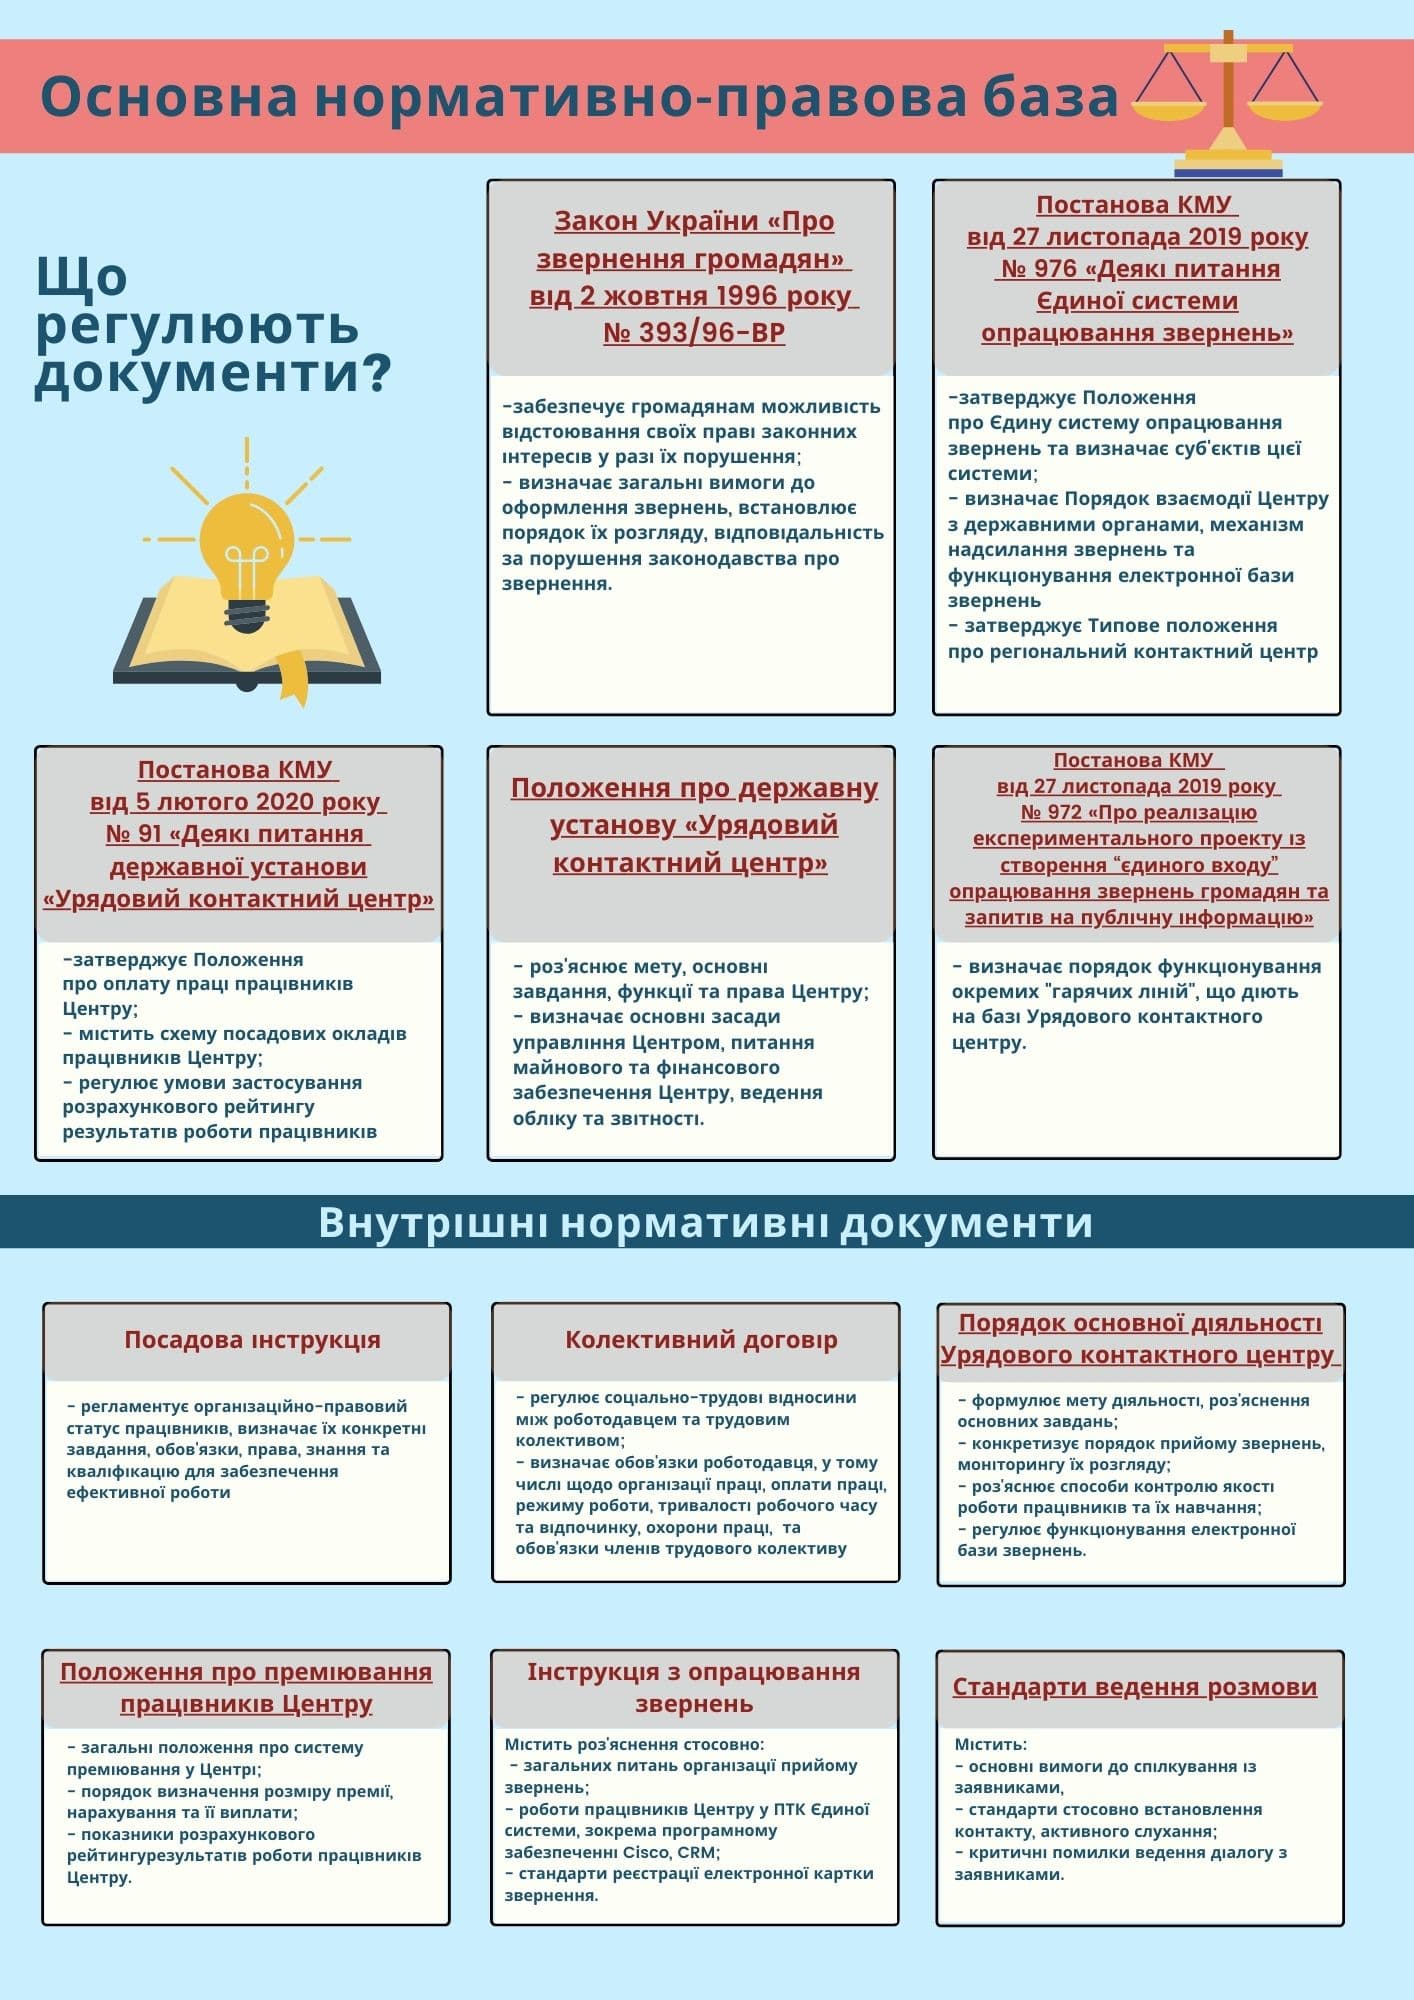 Основна нормативно-правова база
Що
регулюють
документи?
Закон України «Про
звернення громадян»
від 2 жовтня 1996 року
№ 393/96-ВР
-забезпечує громадянам можливість
відстоювання своїх праві законних
інтересів у разі їх порушення;
- визначає загальні вимоги до
оформлення звернень, встановлює
порядок їх розгляду, відповідальність
за порушення законодавства про
звернення.
Постанова КМУ
від 27 листопада 2019 року
№ 976 «Деякі питання
Єдиної системи
опрацювання звернень»
-затверджує Положення
про Єдину систему опрацювання
звернень та визначає суб'єктів цієї
системи;
- визначає Порядок взаємодії Центру
з державними органами, механізм
надсилання звернень та
функціонування електронної бази
звернень
- затверджує Типове положення
про регіональний контактний центр
Постанова КМУ
від 5 лютого 2020 року
№ 91 «Деякі питання
державної установи
«Урядовий контактний центр»
-затверджує Положення
про оплату праці працівників
Центру;
- містить схему посадових окладів
працівників Центру;
- регулює умови застосування
розрахункового рейтингу
результатів роботи працівників
Положення про державну
установу «Урядовий
контактний центр»
- роз'яснює мету, основні
завдання, функції та права Центру;
- визначає основні засади
управління Центром, питання
майнового та фінансового
забезпечення Центру, ведення
обліку та звітності.
Постанова КМУ
від 27 листопада 2019 року
№ 972 «Про реалізацію
експериментального проекту із
створення “єдиного входу”
опрацювання звернень громадян та
запитів на публічну інформацію»
- визначає порядок функціонування
окремих "гарячих ліній", що діють
на базі Урядового контактного
центру.
Внутрішні нормативні документи
Посадова інструкція
- регламентує організаційно-правовий
статус працівників, визначає їх конкретні
завдання, обов'язки, права, знання та
кваліфікацію для забезпечення
ефективної роботи
Колективний договір
- регулює соціально-трудові відносини
між роботодавцем та трудовим
колективом;
- визначає обов'язки роботодавця, у тому
числі щодо організації праці, оплати праці,
режиму роботи, тривалості робочого часу
та відпочинку, охорони праці,  та
обов'язки членів трудового колективу
Порядок основної діяльності
Урядового контактного центру
- формулює мету діяльності, роз'яснення
основних завдань;
- конкретизує порядок прийому звернень,
моніторингу їх розгляду;
- роз'яснює способи контролю якості
роботи працівників та їх навчання;
- регулює функціонування електронної
бази звернень.
Положення про преміювання
працівників Центру
- загальні положення про систему
преміювання у Центрі;
- порядок визначення розміру премії,
нарахування та її виплати;
- показники розрахункового
рейтингурезультатів роботи працівників
Центру.
Інструкція з опрацювання
звернень
Містить роз'яснення стосовно:
- загальних питань організації прийому
звернень;
- роботи працівників Центру у ПТК Єдиної
системи, зокрема програмному
забезпеченні Cisco, CRM;
- стандарти реєстрації електронної картки
звернення.
Стандарти ведення розмови
Містить:
- основні вимоги до спілкування із
заявниками,
- стандарти стосовно встановлення
контакту, активного слухання;
- критичні помилки ведення діалогу з
заявниками.